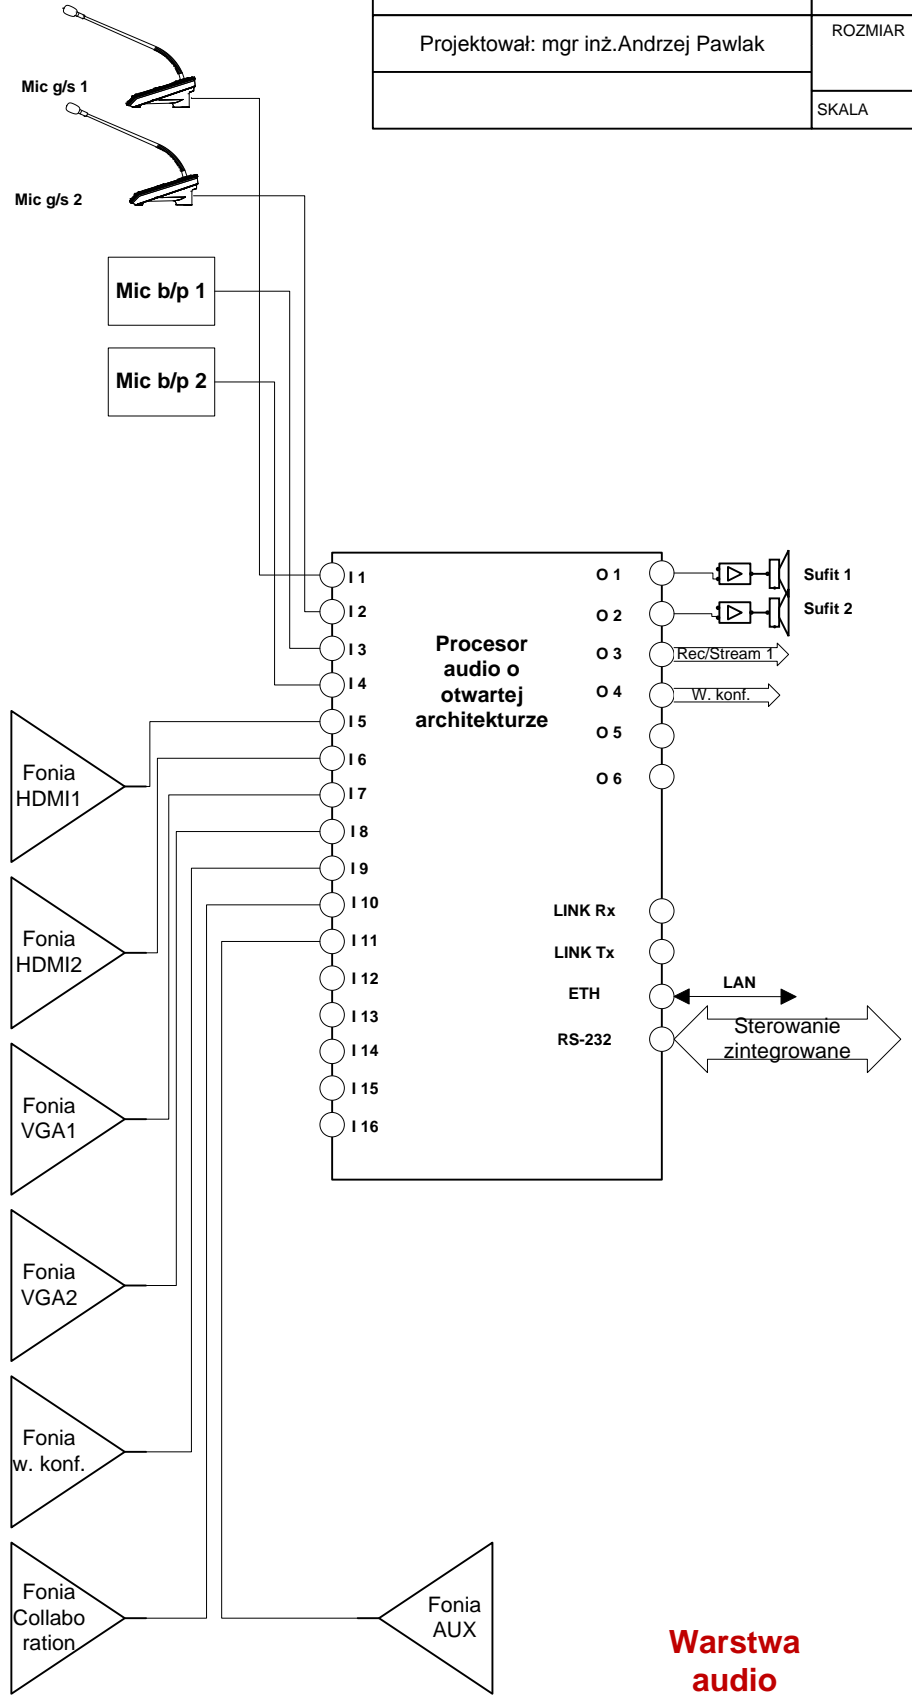 Projektował: mgr inż.Andrzej Pawlak
ROZMIAR
SKALA
Mic g/s 1
Mic g/s 2
Mic b/p 1
Mic b/p 2
Procesor
audio o
otwartej
architekturze
I 1
I 2
I 3
I 4
I 5
I 6
I 7
I 8
I 9
I 10
I 11
I 12
I 13
I 14
I 15
I 16
O 1
O 2
O 3
O 4
O 5
O 6
LINK Rx
LINK Tx
ETH
RS-232
Sufit 1
Sufit 2
Rec/Stream 1
W. konf.
LAN
Sterowanie
zintegrowane
Fonia
HDMI1
Fonia
HDMI2
Fonia
VGA1
Fonia
VGA2
Fonia
w. konf.
Fonia
Collabo
ration
Fonia
AUX
Warstwa
audio